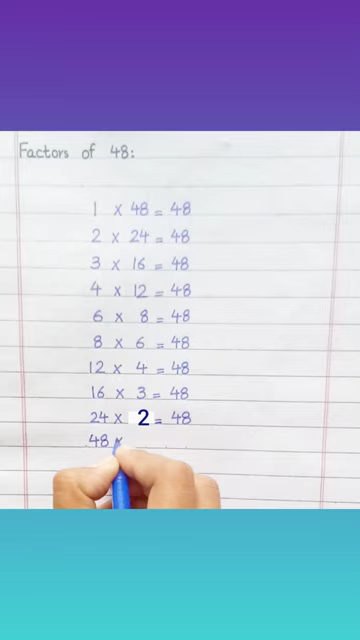 Factors of 48:
1 × 48 = 48
2 × 24 = 48
3 × 16 = 48
4 × 12 = 48
6 × 8 = 48
8 × 6 = 48
12 × 4 = 48
16 × 3 = 48
24 × 2 = 48
48 ×